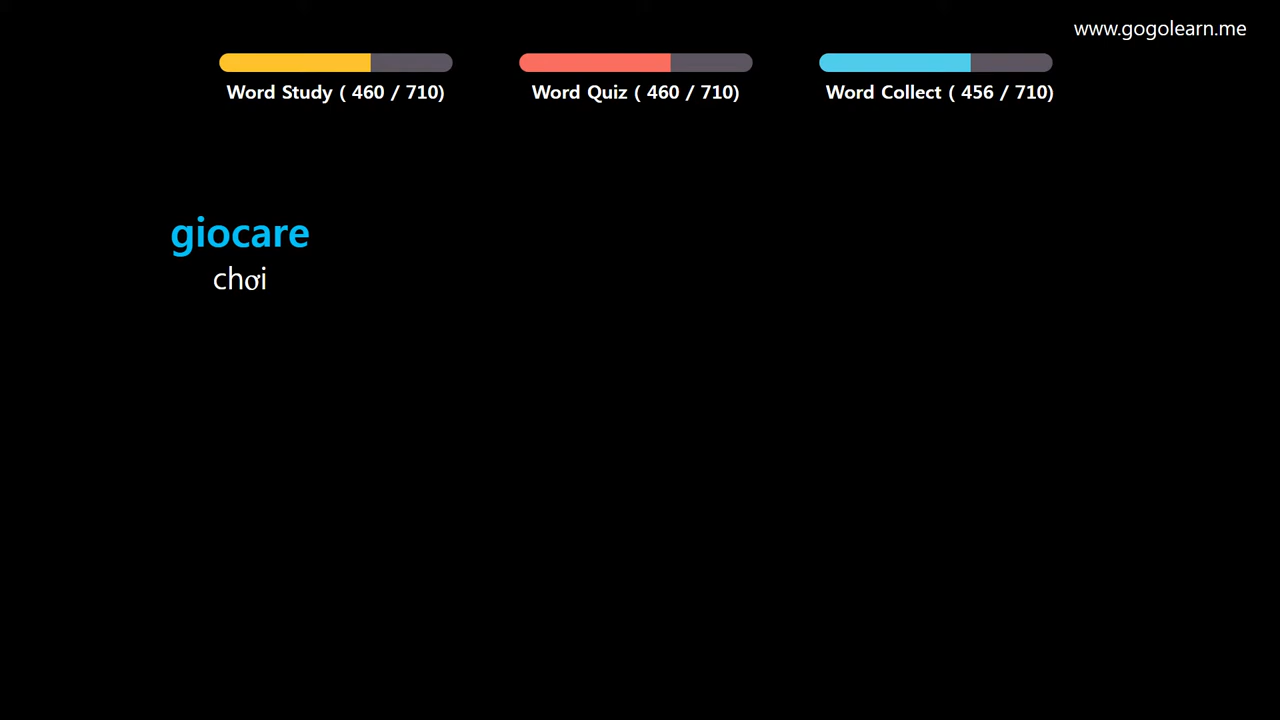 www.gogolearn.me
Word Study ( 460 / 710)
Word Quiz ( 460 / 710)
Word Collect ( 456 / 710)
giocare
chơi